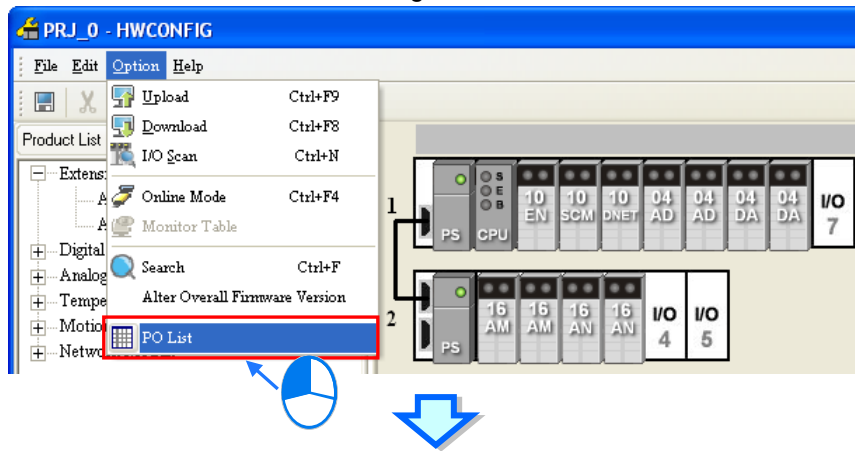 PRJ_0 - HWCONFIG
File Edit Option Help
Upload Ctrl+F9
Download Ctrl+F8
Product List
I/O Scan Ctrl+N
Extens
Online Mode Ctrl+F4
Monitor Table
Digital
Search Ctrl+F
Analog
Alter Overall Firmware Version
Tempe
Motio
PO List
Netwo
1
PS
CPU
S
E
B
10 EN
10 SCM
10 DNET
04 AD
04 AD
04 DA
04 DA
I/O 7
2
PS
16 AM
16 AM
16 AN
16 AN
I/O 4
I/O 5